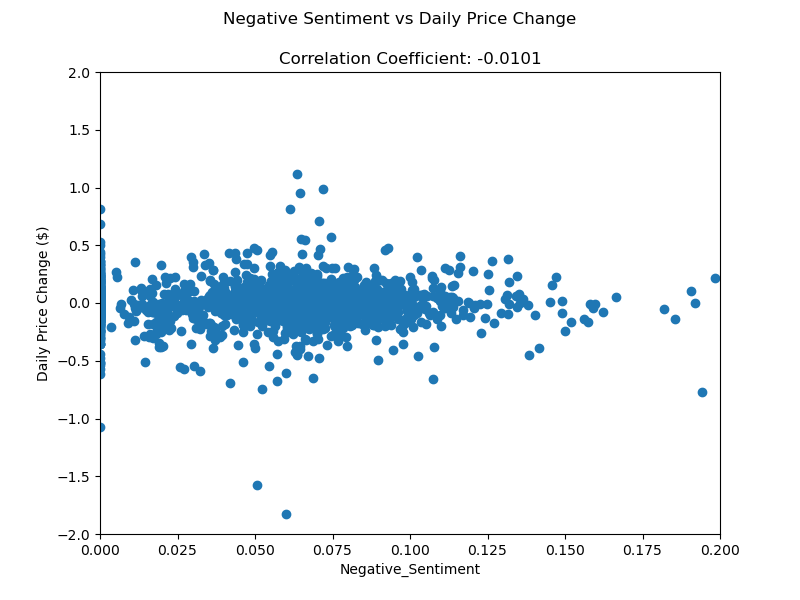 Negative Sentiment vs Daily Price Change
Correlation Coefficient: -0.0101
2.0
1.5
1.0
0.5
0.0
−0.5
−1.0
−1.5
−2.0
Daily Price Change ($)
0.000 0.025 0.050 0.075 0.100 0.125 0.150 0.175 0.200
Negative_Sentiment